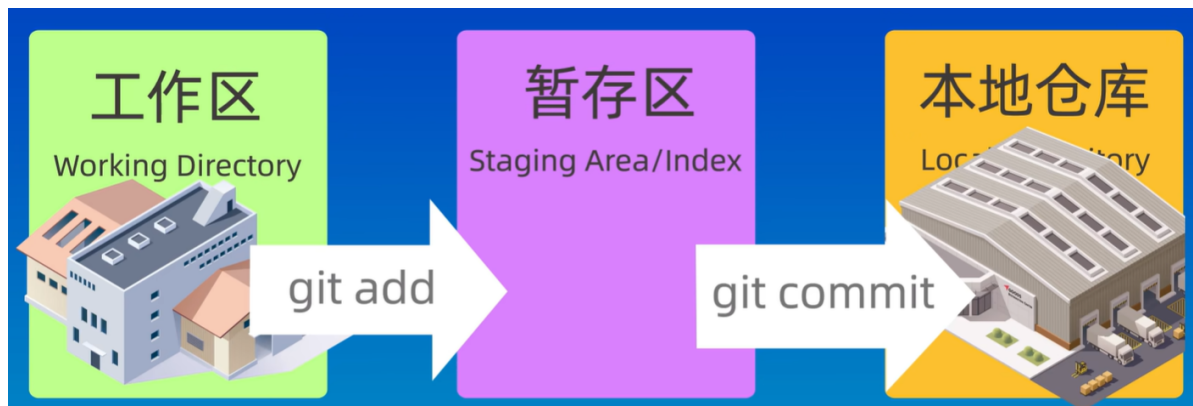 工作区
Working Directory
git add
暂存区
Staging Area/Index
git commit
本地仓库